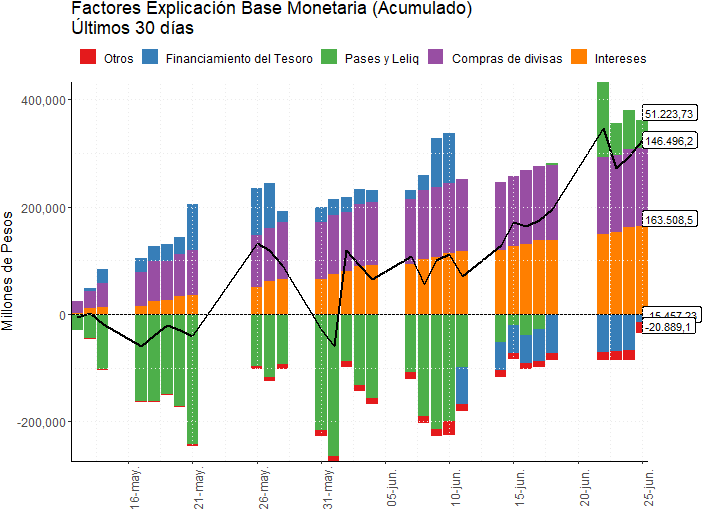 Factores Explicación Base Monetaria (Acumulado)
Últimos 30 días
Otros
Financiamiento del Tesoro
Pases y Leliq
Compras de divisas
Intereses
Millones de Pesos
400,000
200,000
0
-200,000
51.223,73
146.496,2
163.508,5
-15.457,23
-20.889,1
16-may.
21-may.
26-may.
31-may.
05-jun.
10-jun.
15-jun.
20-jun.
25-jun.